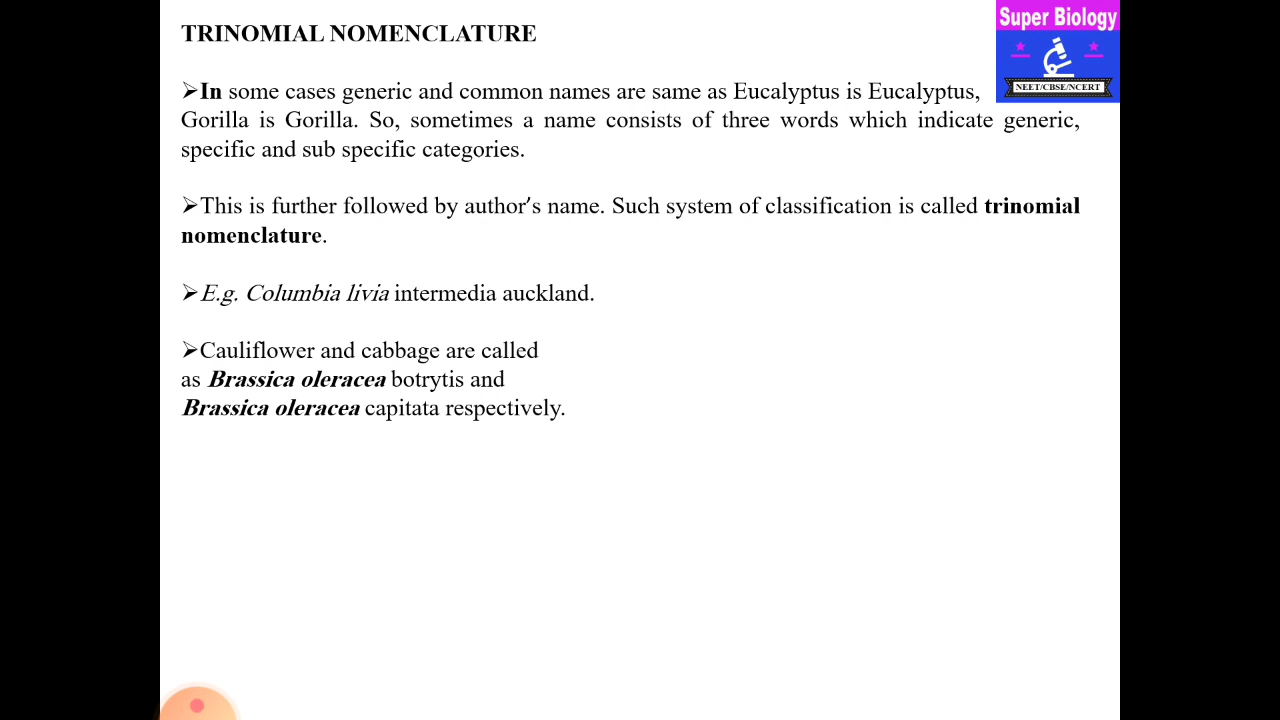 TRINOMIAL NOMENCLATURE
Super Biology
NEET/CBSE/NCERT
➢In some cases generic and common names are same as Eucalyptus is Eucalyptus,
Gorilla is Gorilla. So, sometimes a name consists of three words which indicate generic,
specific and sub specific categories.
➢This is further followed by author’s name. Such system of classification is called trinomial
nomenclature.
➢E.g. Columbia livia intermedia auckland.
➢Cauliflower and cabbage are called
as Brassica oleracea botrytis and
Brassica oleracea capitata respectively.